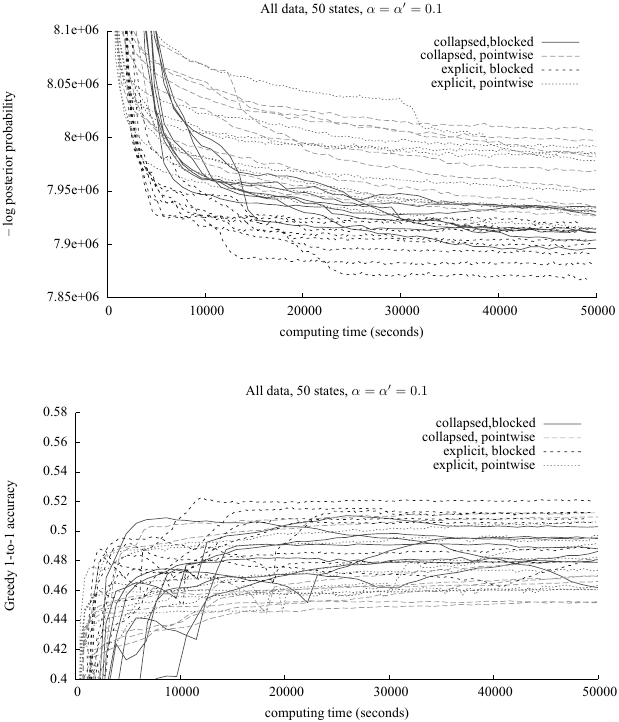 All data, 50 states, α = α′ = 0.1
8.1e+06
8.05e+06
8e+06
7.95e+06
7.9e+06
7.85e+06
– log posterior probability
collapsed,blocked
collapsed, pointwise
explicit, blocked
explicit, pointwise
0 10000 20000 30000 40000 50000
computing time (seconds)
All data, 50 states, α = α′ = 0.1
0.58
0.56
0.54
0.52
0.5
0.48
0.46
0.44
0.42
0.4
Greedy 1-to-1 accuracy
collapsed,blocked
collapsed, pointwise
explicit, blocked
explicit, pointwise
0 10000 20000 30000 40000 50000
computing time (seconds)